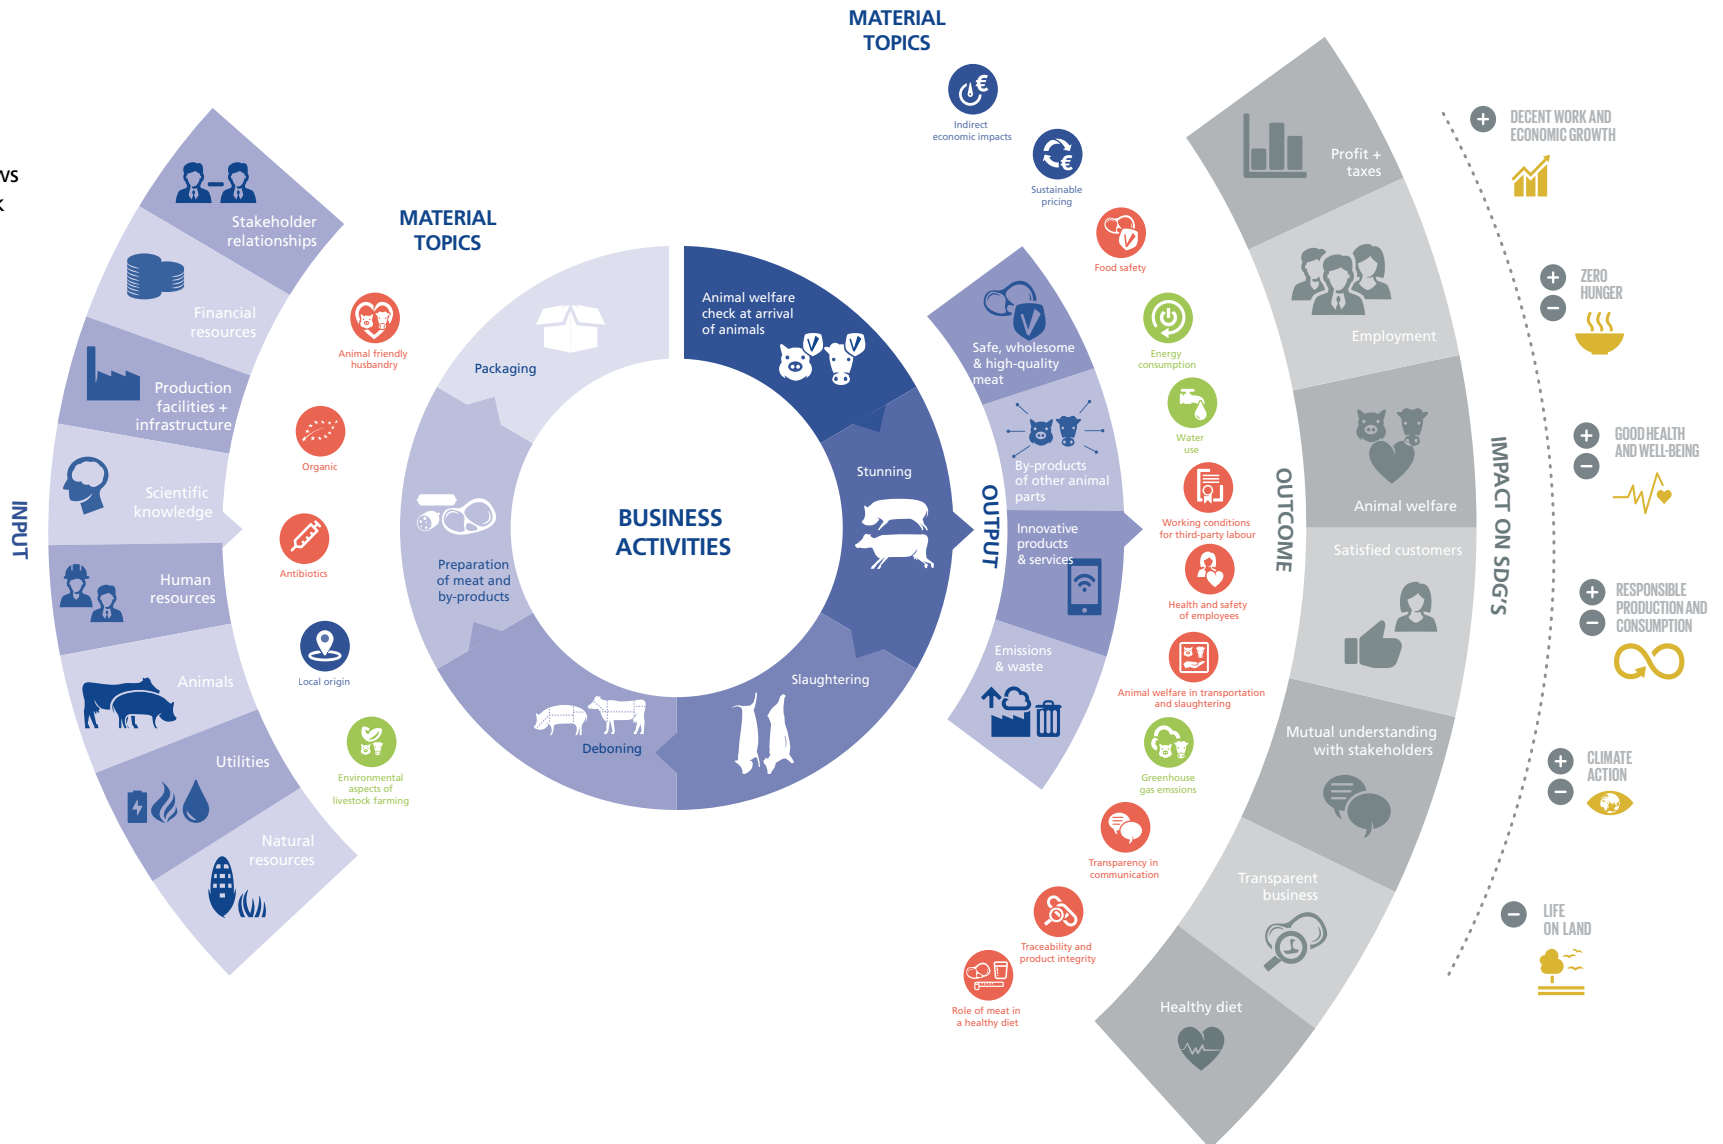 INPUT
Stakeholder
relationships
Financial
resources
Production
facilities +
infrastructure
Scientific
knowledge
Human
resources
Animals
Utilities
Natural
resources
MATERIAL
TOPICS
Animal friendly
husbandry
Organic
Antibiotics
Local origin
Environmental
aspects of
livestock farming
BUSINESS
ACTIVITIES
Animal welfare
check at arrival
of animals
Stunning
Slaughtering
Deboning
Preparation
of meat and
by-products
Packaging
OUTPUT
Safe, wholesome
& high-quality
meat
By-products
of other animal
parts
Innovative
products
& services
Emissions
& waste
MATERIAL
TOPICS
Indirect
economic impacts
Sustainable
pricing
Food safety
Energy
consumption
Water
use
Working conditions
for third-party labour
Health and safety
of employees
Animal welfare in transportation
and slaughtering
Greenhouse
gas emssions
Transparency in
communication
Traceability and
product integrity
Role of meat in
a healthy diet
OUTCOME
Profit +
taxes
Employment
Animal welfare
Satisfied customers
Mutual understanding
with stakeholders
Transparent
business
Healthy diet
IMPACT ON SDG'S
DECENT WORK AND
ECONOMIC GROWTH
ZERO
HUNGER
GOOD HEALTH
AND WELL-BEING
RESPONSIBLE
PRODUCTION AND
CONSUMPTION
CLIMATE
ACTION
LIFE
ON LAND